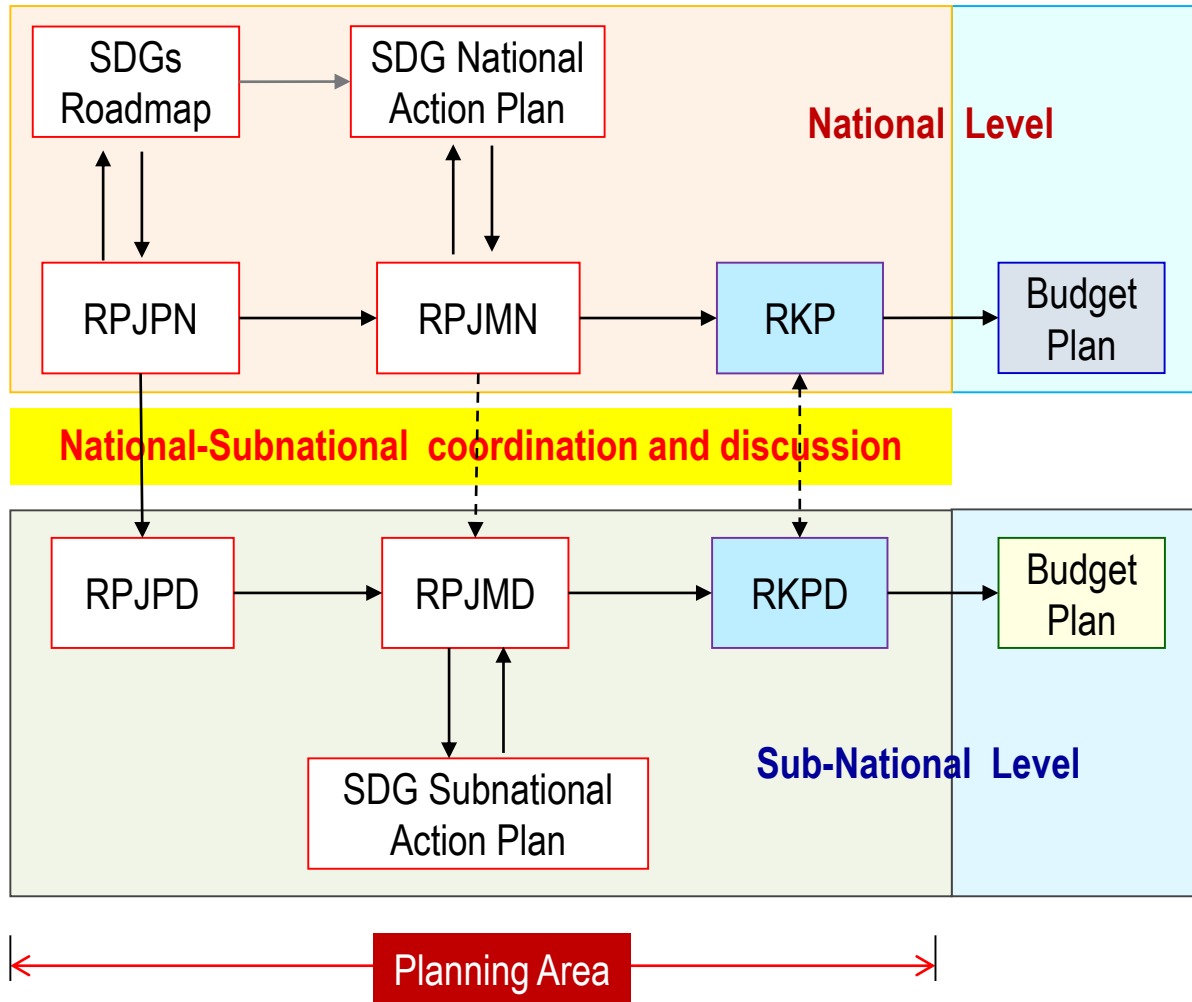 SDGs
Roadmap
SDG National
Action Plan
National Level
RPJPN
RPJMN
RKP
Budget
Plan
National-Subnational coordination and discussion
RPJPD
RPJMD
RKPD
Budget
Plan
SDG Subnational
Action Plan
Sub-National Level
Planning Area